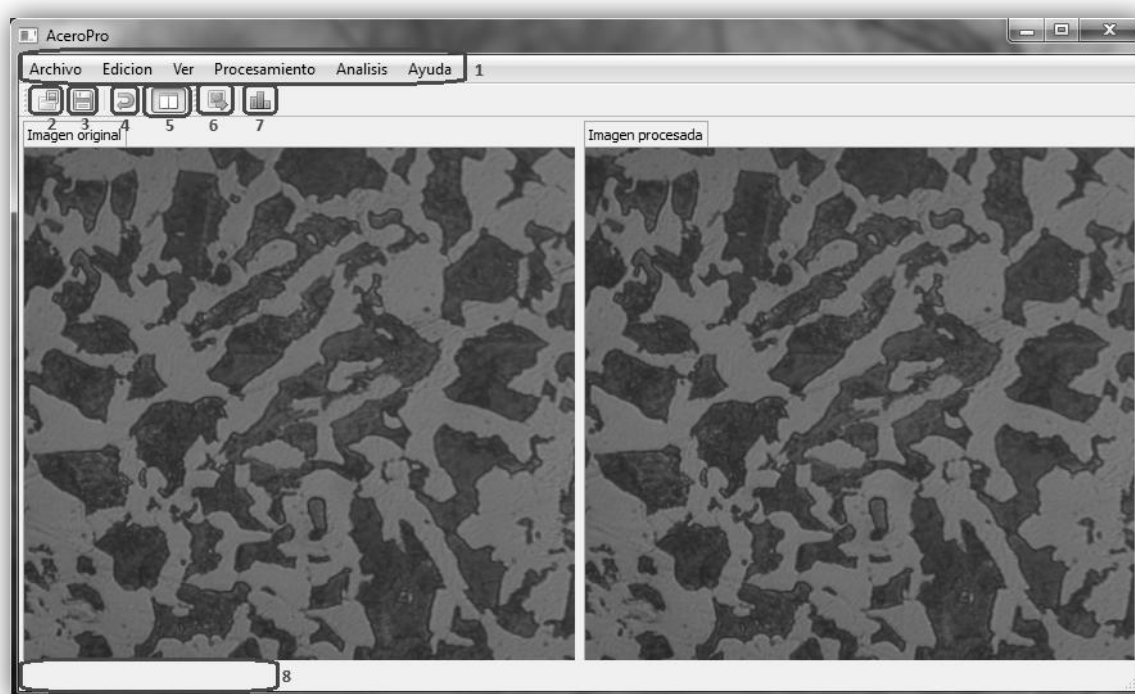 AceroPro
Archivo Edicion Ver Procesamiento Analisis Ayuda 1
2 3 4 5 6 7
Imagen original Imagen procesada
8